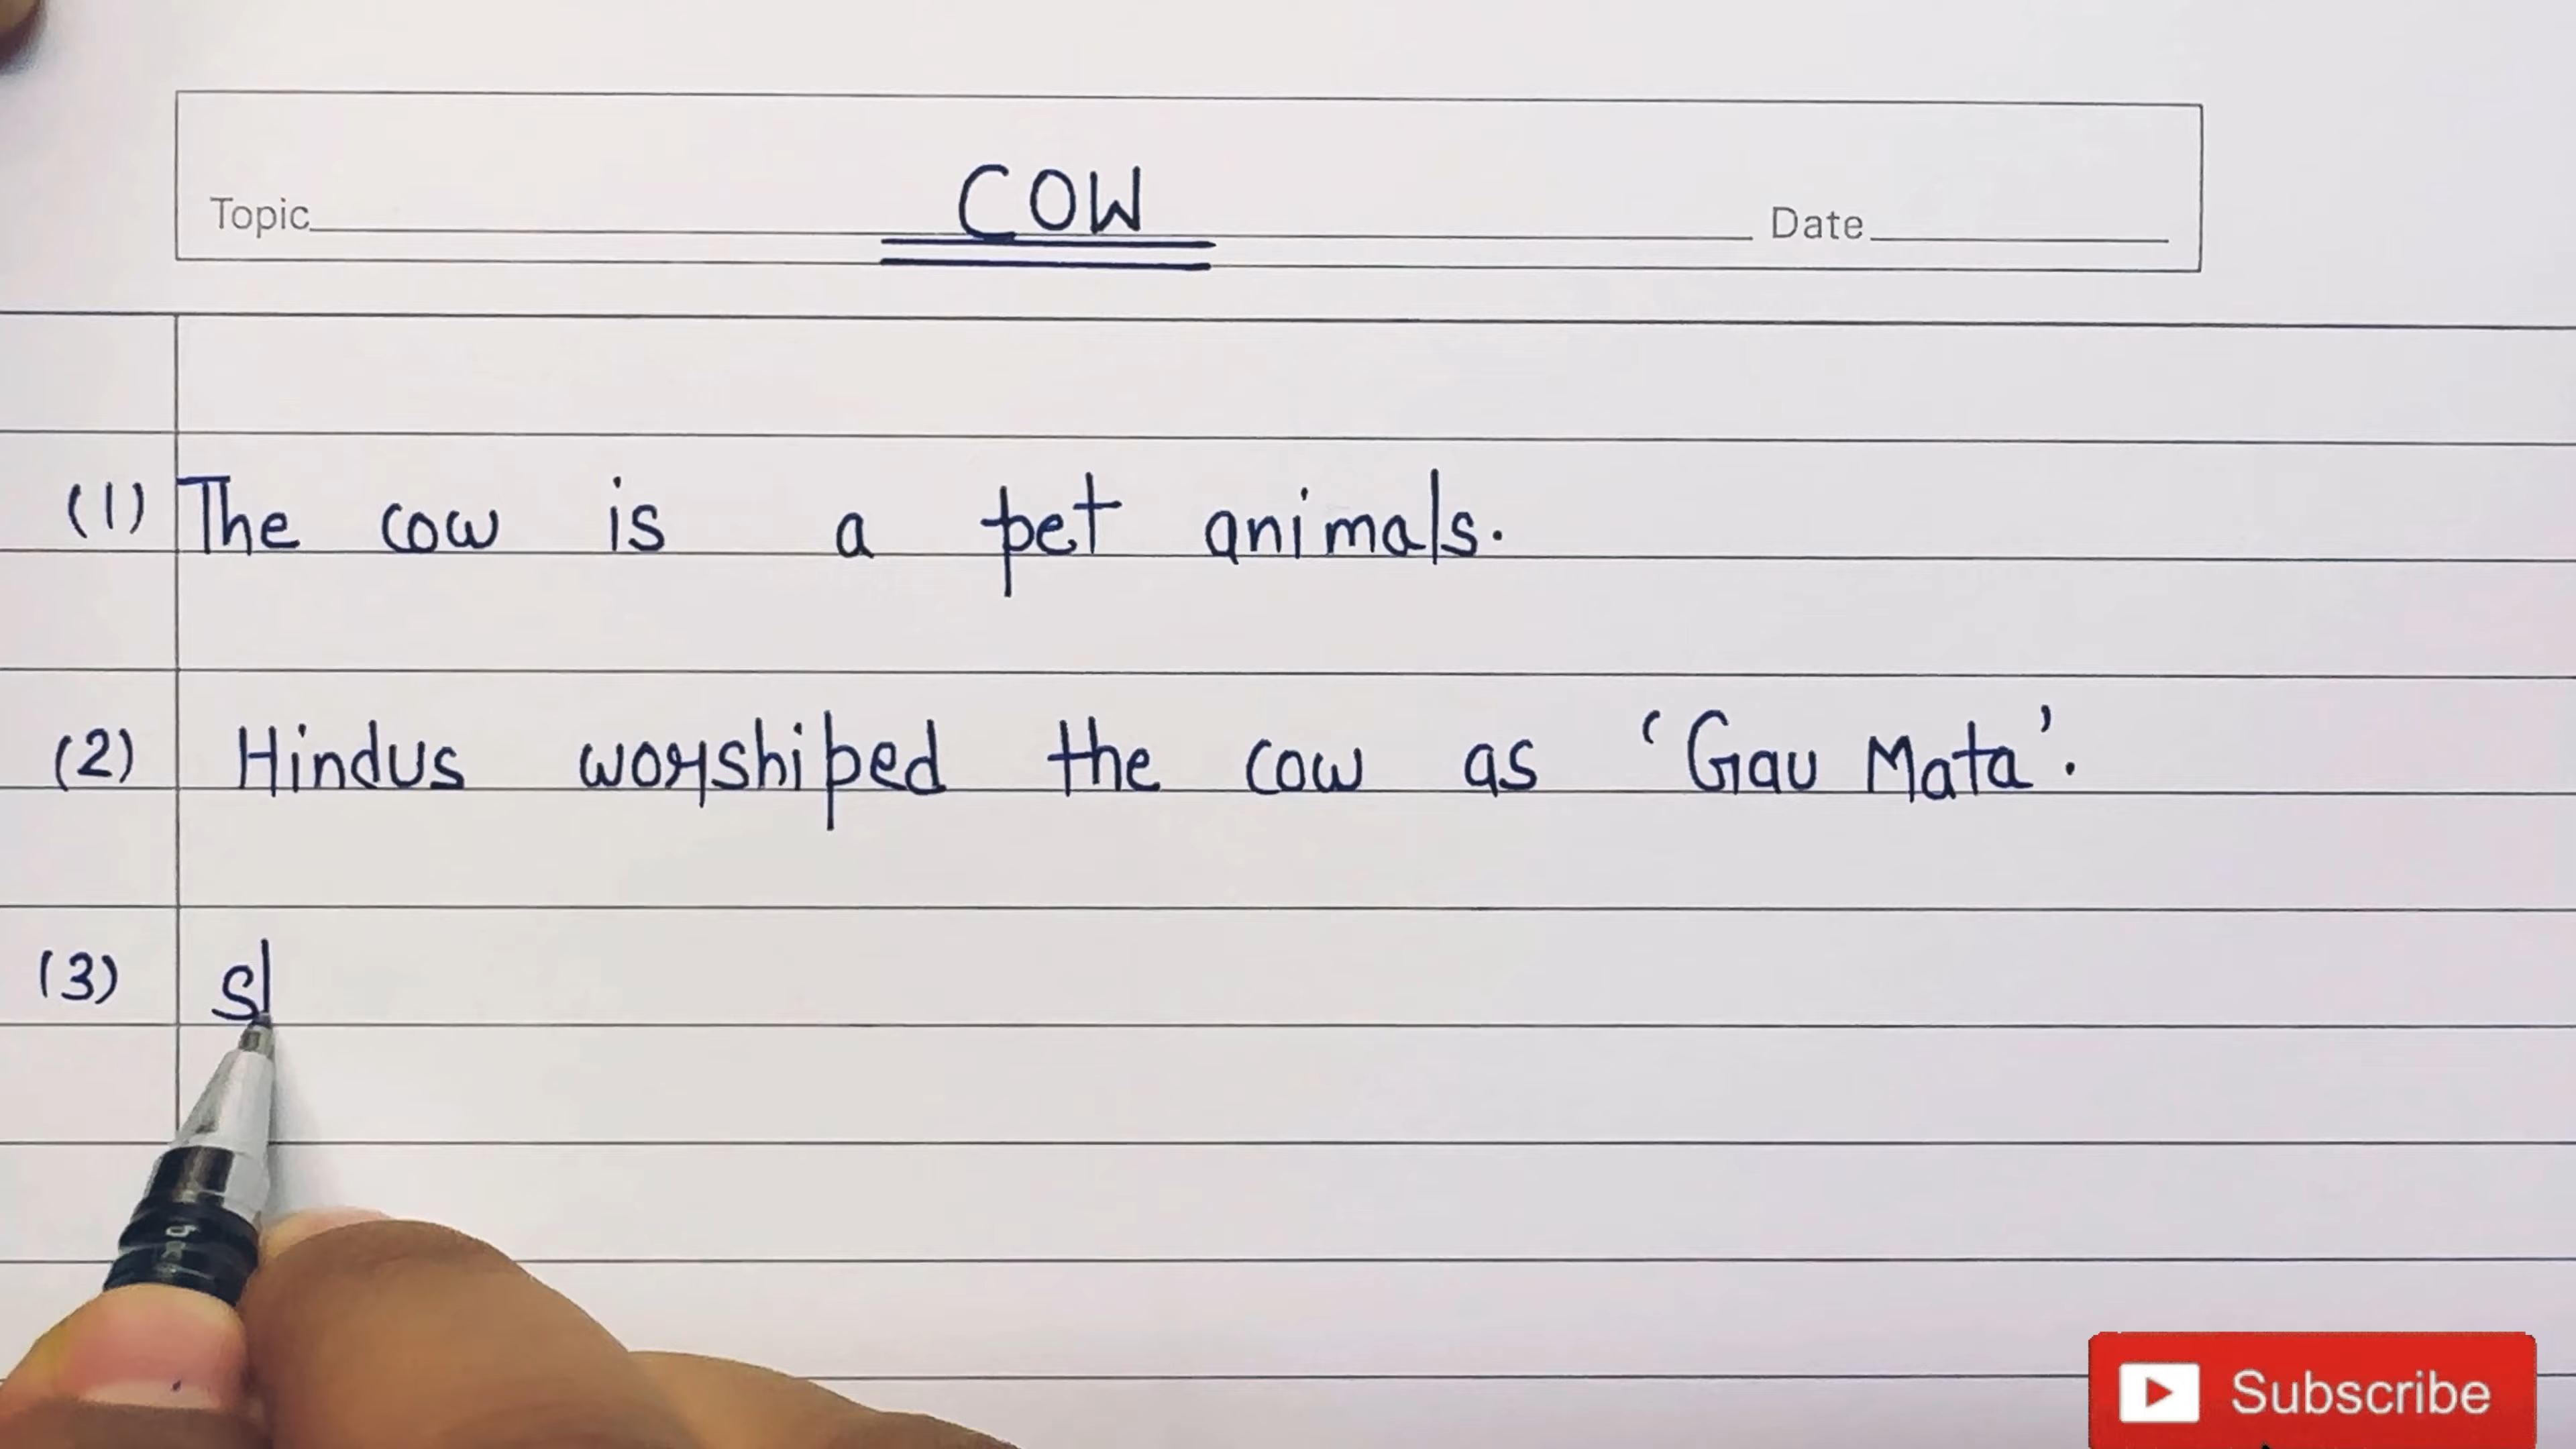 COW
Topic Date
(1) The cow is a pet animals.
(2) Hindus worshiped the cow as 'Gau Mata'.
(3)
Subscribe